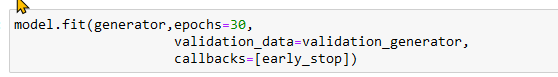 model.fit(generator,epochs=30,
validation_data=validation_generator,
callbacks=[early_stop])